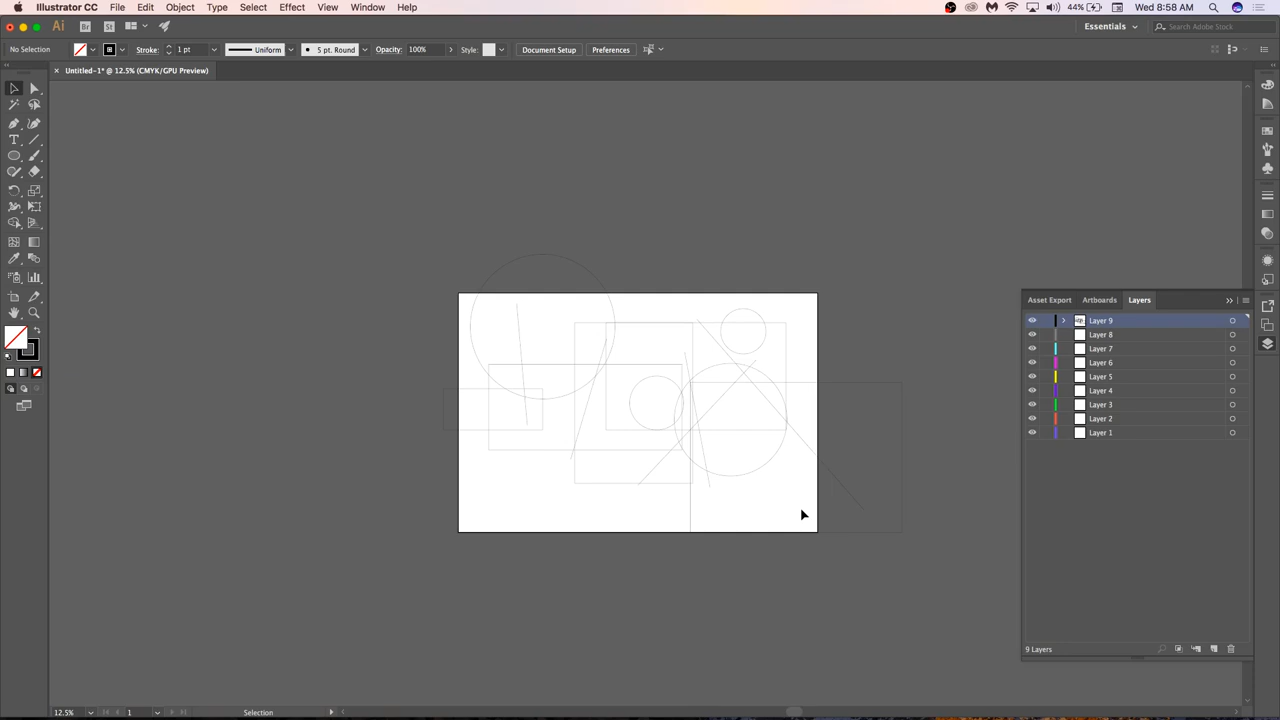 Illustrator CC File Edit Object Type Select Effect View Window Help 44% Wed 8:58 AM
Ai Br St Essentials Search Adobe Stock
No Selection Stroke: 1 pt Uniform 5 pt. Round Opacity: 100% Style: Document Setup Preferences
× Untitled-1* @ 12.5% (CMYK/GPU Preview)
Asset Export Artboards Layers
Layer 9
Layer 8
Layer 7
Layer 6
Layer 5
Layer 4
Layer 3
Layer 2
Layer 1
9 Layers
12.5% 1 Selection